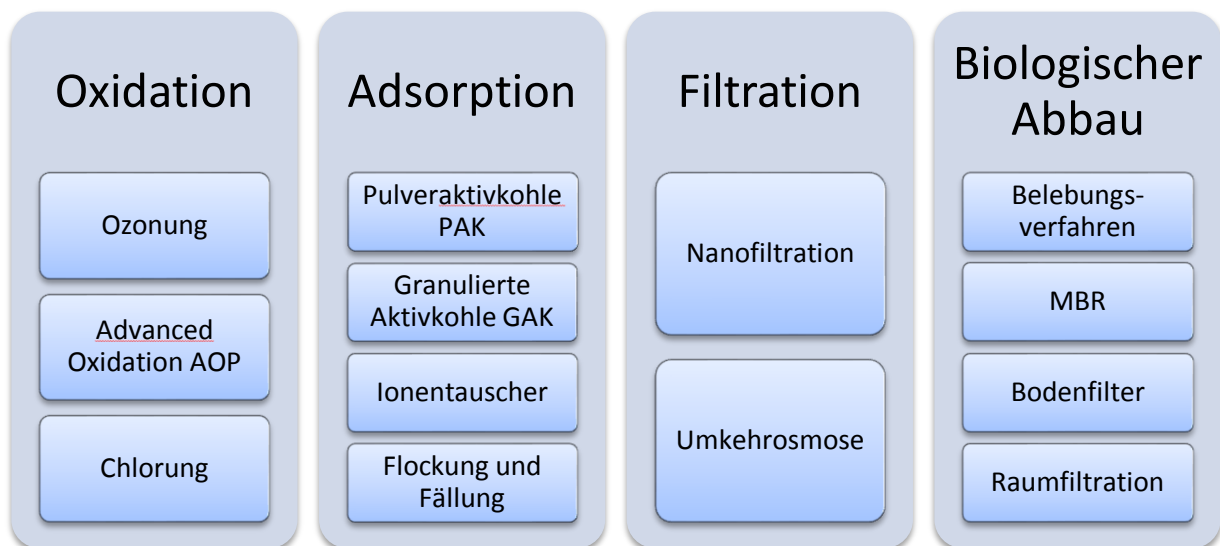 Oxidation
Ozonung
Advanced
Oxidation AOP
Chlorung
Adsorption
Pulveraktivkohle
PAK
Granulierte
Aktivkohle GAK
Ionentauscher
Flockung und
Fällung
Filtration
Nanofiltration
Umkehrosmose
Biologischer
Abbau
Belebungs-
verfahren
MBR
Bodenfilter
Raumfiltration